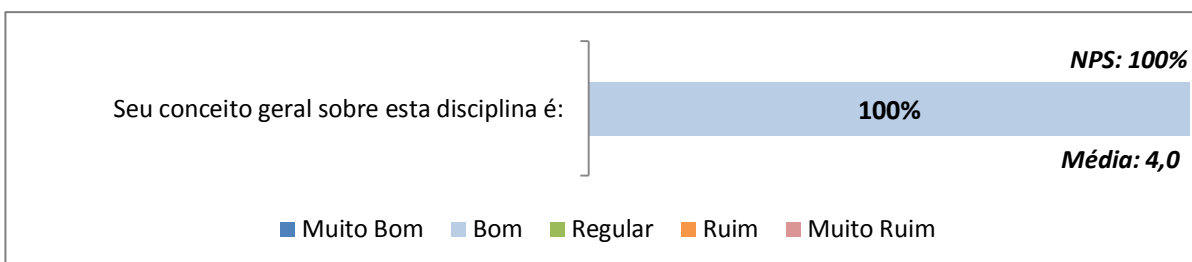 NPS: 100%
Seu conceito geral sobre esta disciplina é:
100%
Média: 4,0
Muito Bom Bom Regular Ruim Muito Ruim